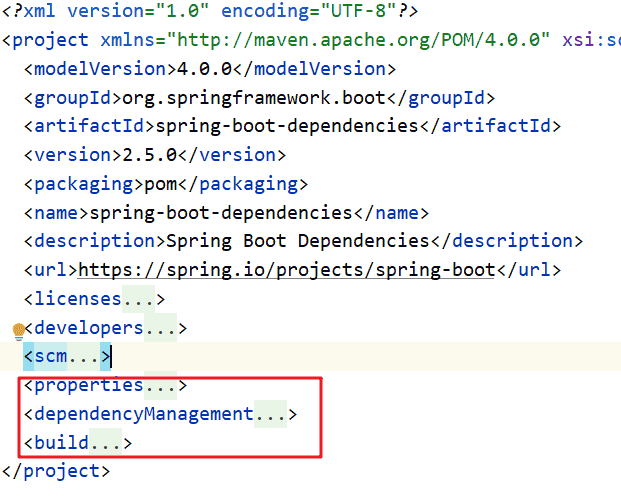 <?xml version="1.0" encoding="UTF-8"?>
<project xmlns="http://maven.apache.org/POM/4.0.0" xsi:sc
<modelVersion>4.0.0</modelVersion>
<groupId>org.springframework.boot</groupId>
<artifactId>spring-boot-dependencies</artifactId>
<version>2.5.0</version>
<packaging>pom</packaging>
<name>spring-boot-dependencies</name>
<description>Spring Boot Dependencies</description>
<url>https://spring.io/projects/spring-boot</url>
<licenses...>
<developers...>
<scm...>
<properties...>
<dependencyManagement...>
<build...>
</project>